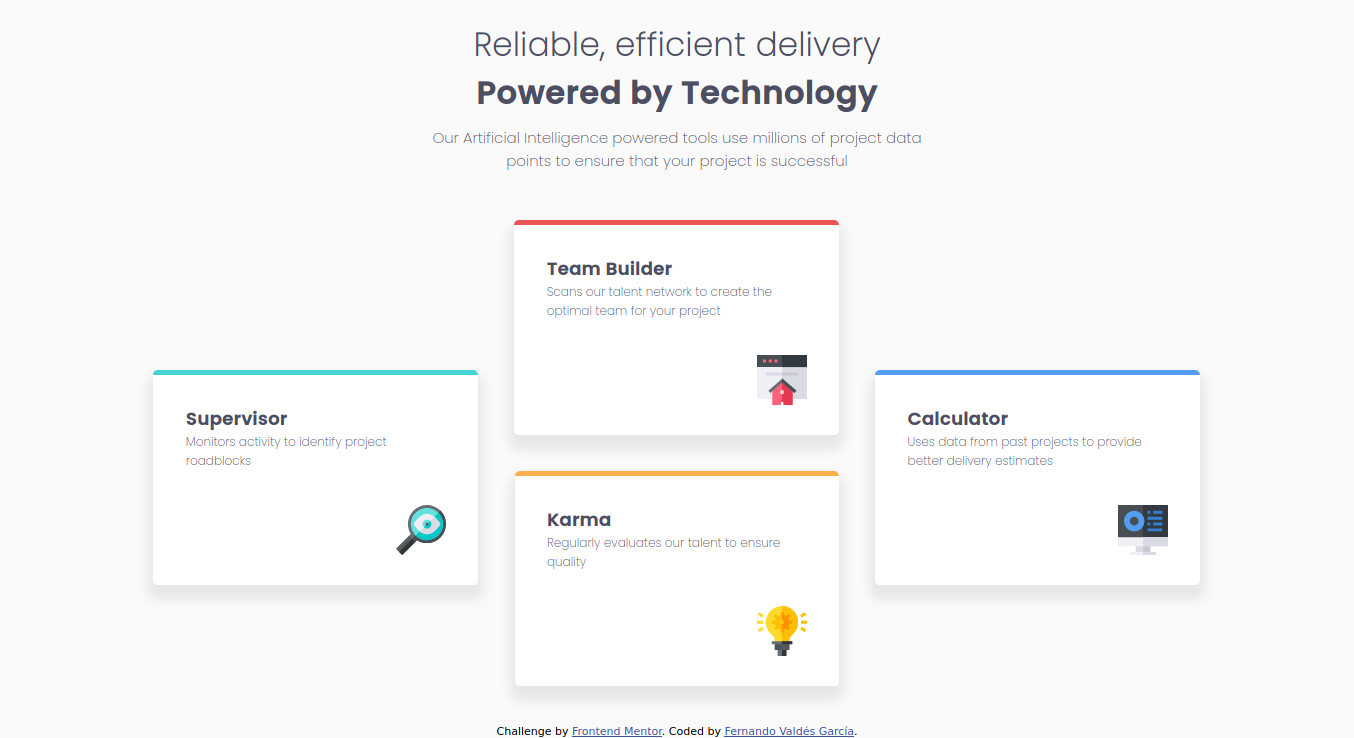 Reliable, efficient delivery
Powered by Technology
Our Artificial Intelligence powered tools use millions of project data
points to ensure that your project is successful
Team Builder
Scans our talent network to create the
optimal team for your project
Supervisor
Monitors activity to identify project
roadblocks
Calculator
Uses data from past projects to provide
better delivery estimates
Karma
Regularly evaluates our talent to ensure
quality
Challenge by Frontend Mentor. Coded by Fernando Valdés García.